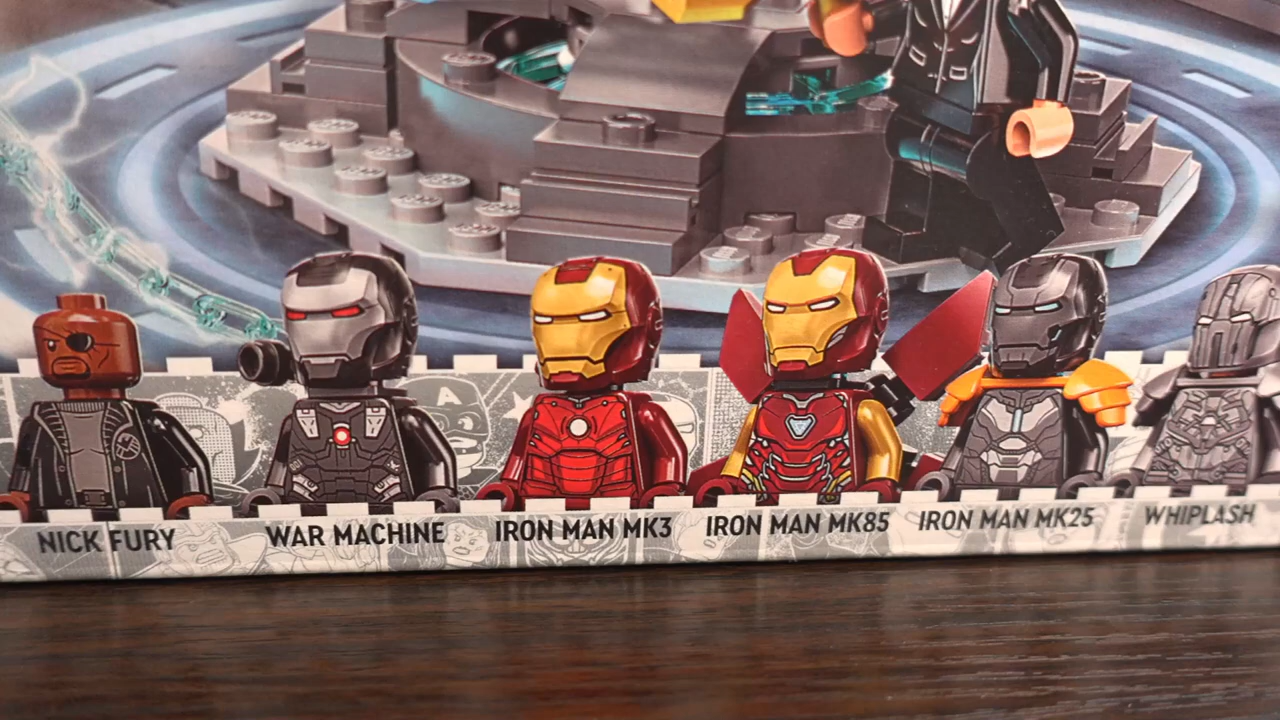 NICK FURY
WAR MACHINE
IRON MAN MK3
IRON MAN MK85
IRON MAN MK25
WHIPLASH
A